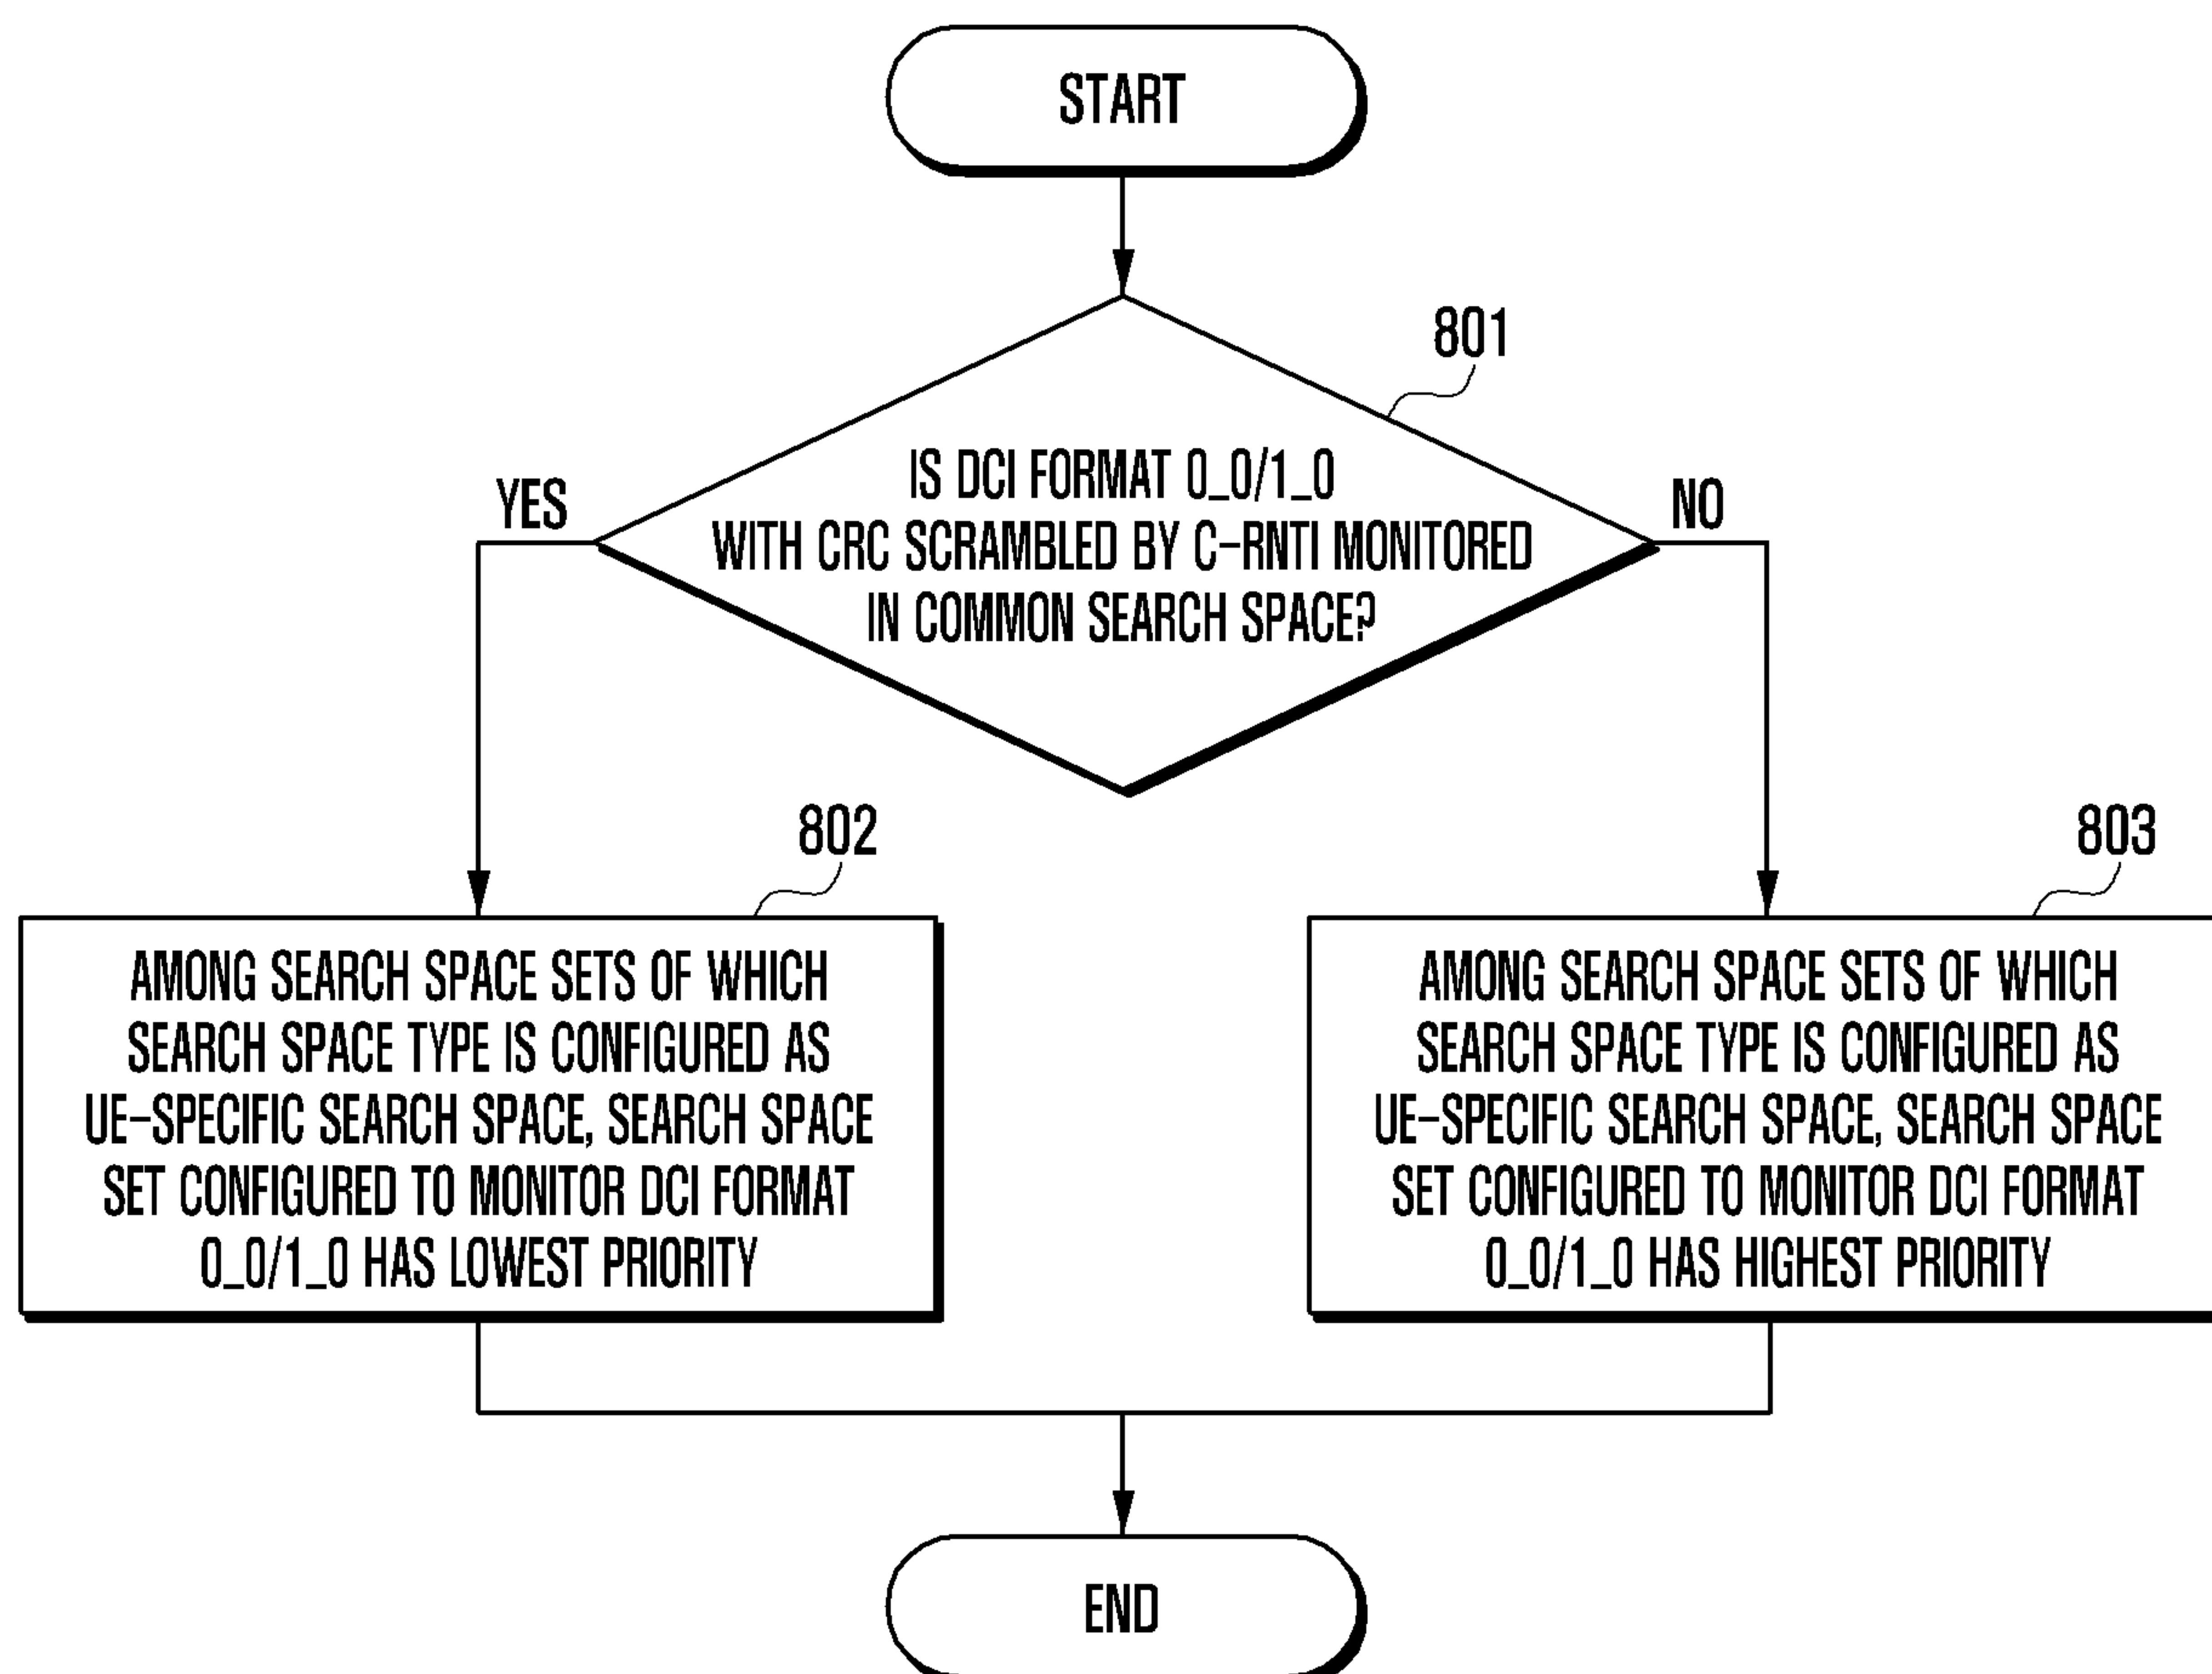 START
801
IS DCI FORMAT 0_0/1_0
WITH CRC SCRAMBLED BY C-RNTI MONITORED
IN COMMON SEARCH SPACE?
YES
NO
802
AMONG SEARCH SPACE SETS OF WHICH
SEARCH SPACE TYPE IS CONFIGURED AS
UE-SPECIFIC SEARCH SPACE, SEARCH SPACE
SET CONFIGURED TO MONITOR DCI FORMAT
0_0/1_0 HAS LOWEST PRIORITY
803
AMONG SEARCH SPACE SETS OF WHICH
SEARCH SPACE TYPE IS CONFIGURED AS
UE-SPECIFIC SEARCH SPACE, SEARCH SPACE
SET CONFIGURED TO MONITOR DCI FORMAT
0_0/1_0 HAS HIGHEST PRIORITY
END